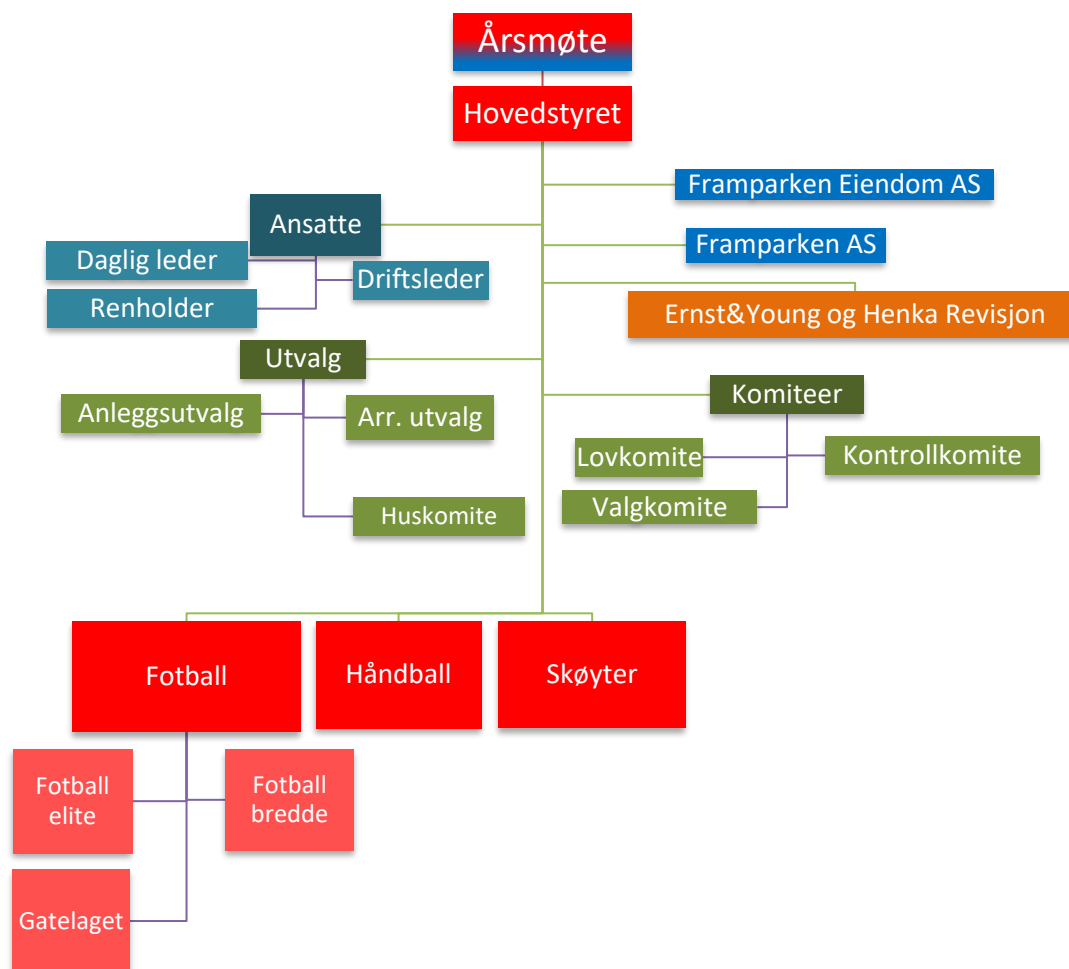 Årsmøte
Hovedstyret
Framparken Eiendom AS
Ansatte
Framparken AS
Daglig leder
Driftsleder
Renholder
Ernst&Young og Henka Revisjon
Utvalg
Komiteer
Anleggsutvalg
Arr. utvalg
Lovkomite
Kontrollkomite
Valgkomite
Huskomite
Fotball
Håndball
Skøyter
Fotball
elite
Fotball
bredde
Gatelaget